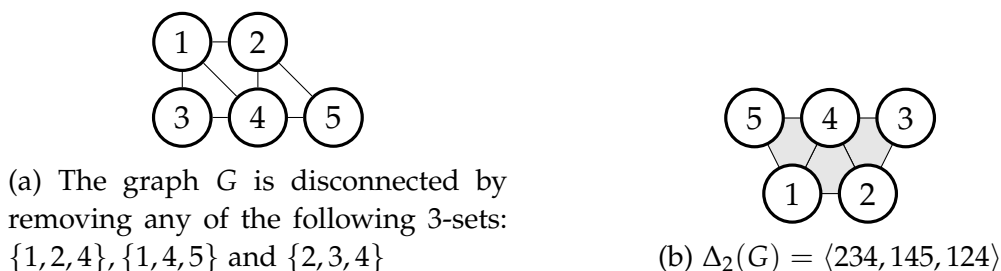 1 2
3 4 5
(a) The graph G is disconnected by
removing any of the following 3-sets:
{1,2,4},{1,4,5} and {2,3,4}
5 4 3
1 2
(b) Δ₂(G) = ⟨234,145,124⟩